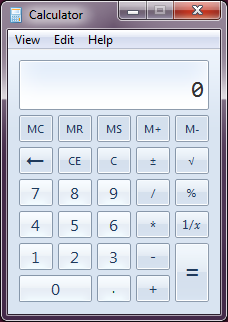 Calculator
View Edit Help
0
MC MR MS M+ M-
← CE C ± √
7 8 9 / %
4 5 6 * 1/x
1 2 3 - =
0 . +